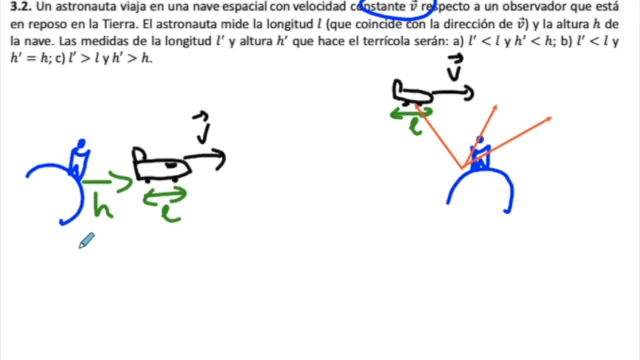 3.2. Un astronauta viaja en una nave espacial con velocidad constante v⃗ respecto a un observador que está
en reposo en la Tierra. El astronauta mide la longitud l (que coincide con la dirección de v⃗) y la altura h de
la nave. Las medidas de la longitud l' y altura h' que hace el terrícola serán: a) l' < l y h' < h; b) l' < l y
h' = h; c) l' > l y h' > h.
V⃗
l
V⃗
h
l